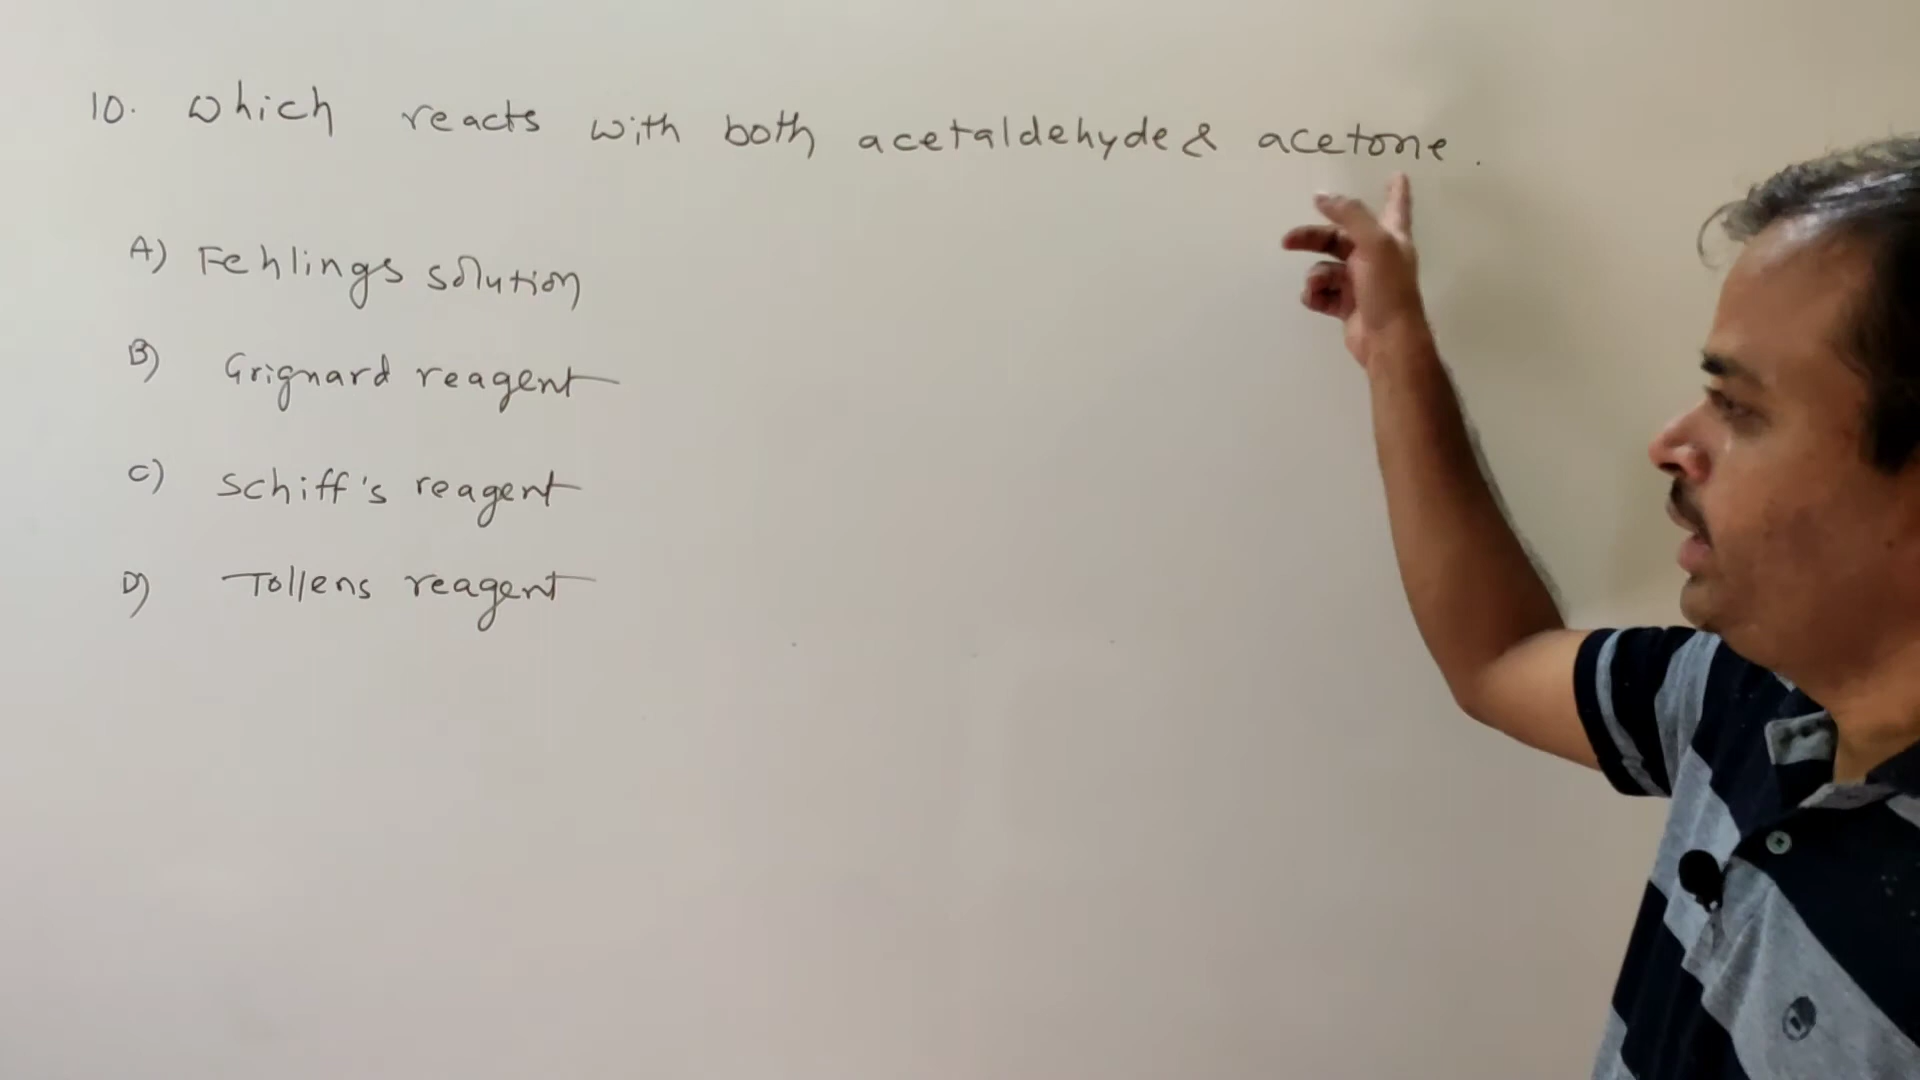 10. Which reacts with both acetaldehyde & acetone.
A) Fehlings solution
B) Grignard reagent
C) Schiff's reagent
D) Tollens reagent